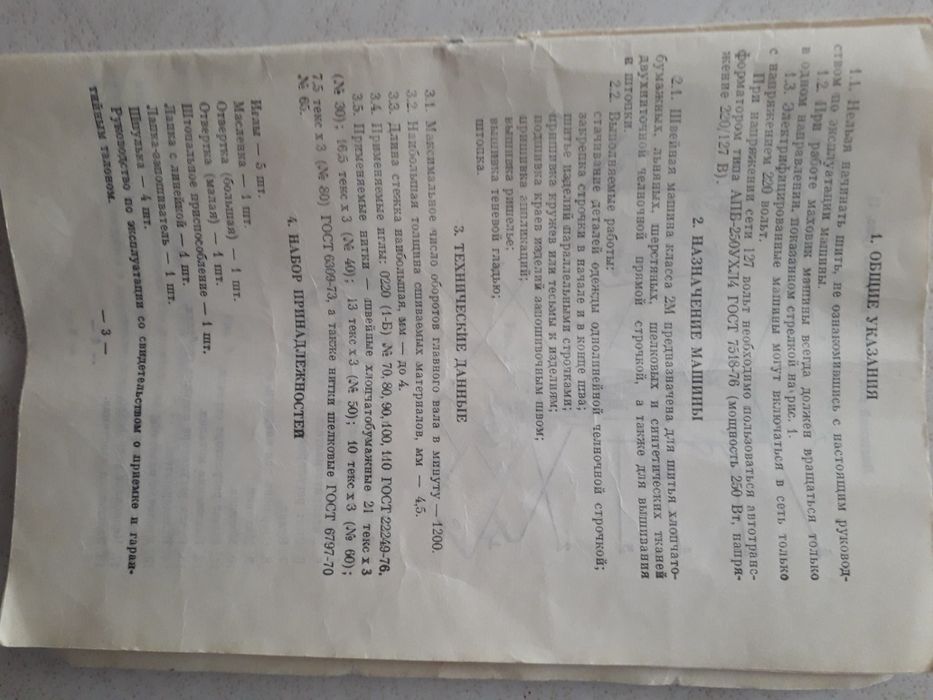 1. ОБЩИЕ УКАЗАНИЯ
1.1. Нельзя начинать шить, не ознакомившись с настоящим руковод-
ством по эксплуатации машины.
1.2. При работе маховик машины всегда должен вращаться только
в одном направлении, показанном стрелкой на рис. 1.
1.3. Электрифицированные машины могут включаться в сеть только
с напряжением 220 вольт.
При напряжении сети 127 вольт необходимо пользоваться автотранс-
форматором типа АПБ-250УХЛ4 ГОСТ 7518-76 (мощность 250 Вт, напря-
жение 220/127 В).
2. НАЗНАЧЕНИЕ МАШИНЫ
2.1. Швейная машина класса 2М предназначена для шитья хлопчато-
бумажных, льняных, шерстяных, шелковых и синтетических тканей
двухниточной челночной прямой строчкой, а также для вышивания
и штопки.
2.2. Выполняемые работы:
стачивание деталей одежды однолинейной челночной строчкой;
закрепка строчки в начале и в конце шва;
шитье изделий параллельными строчками;
пришивка кружев или тесьмы к изделиям;
подшивка краев изделий запошивочным швом;
пришивка аппликаций;
вышивка ришелье;
вышивка теневой гладью;
штопка.
3. ТЕХНИЧЕСКИЕ ДАННЫЕ
3.1. Максимальное число оборотов главного вала в минуту — 1200.
3.2. Наибольшая толщина сшиваемых материалов, мм — 4,5.
3.3. Длина стежка наибольшая, мм — до 4.
3.4. Применяемые иглы: 0220 (1-Б) № 70, 80, 90, 100, 110 ГОСТ 22249-76.
3.5. Применяемые нитки — швейные хлопчатобумажные 21 текс х 3
(№ 30); 16,5 текс х 3 (№ 40); 13 текс х 3 (№ 50); 10 текс х 3 (№ 60);
7,5 текс х 3 (№ 80) ГОСТ 6309-73, а также нитки шелковые ГОСТ 6797-70
№ 65.
4. НАБОР ПРИНАДЛЕЖНОСТЕЙ
Иглы — 5 шт.
Масленка — 1 шт.
Отвертка (большая) — 1 шт.
Отвертка (малая) — 1 шт.
Штопальное приспособление — 1 шт.
Лапка с линейкой — 1 шт.
Лапка-запошиватель — 1 шт.
Шпулька — 4 шт.
Руководство по эксплуатации со свидетельством о приемке и гаран-
тийным талоном.
— 3 —